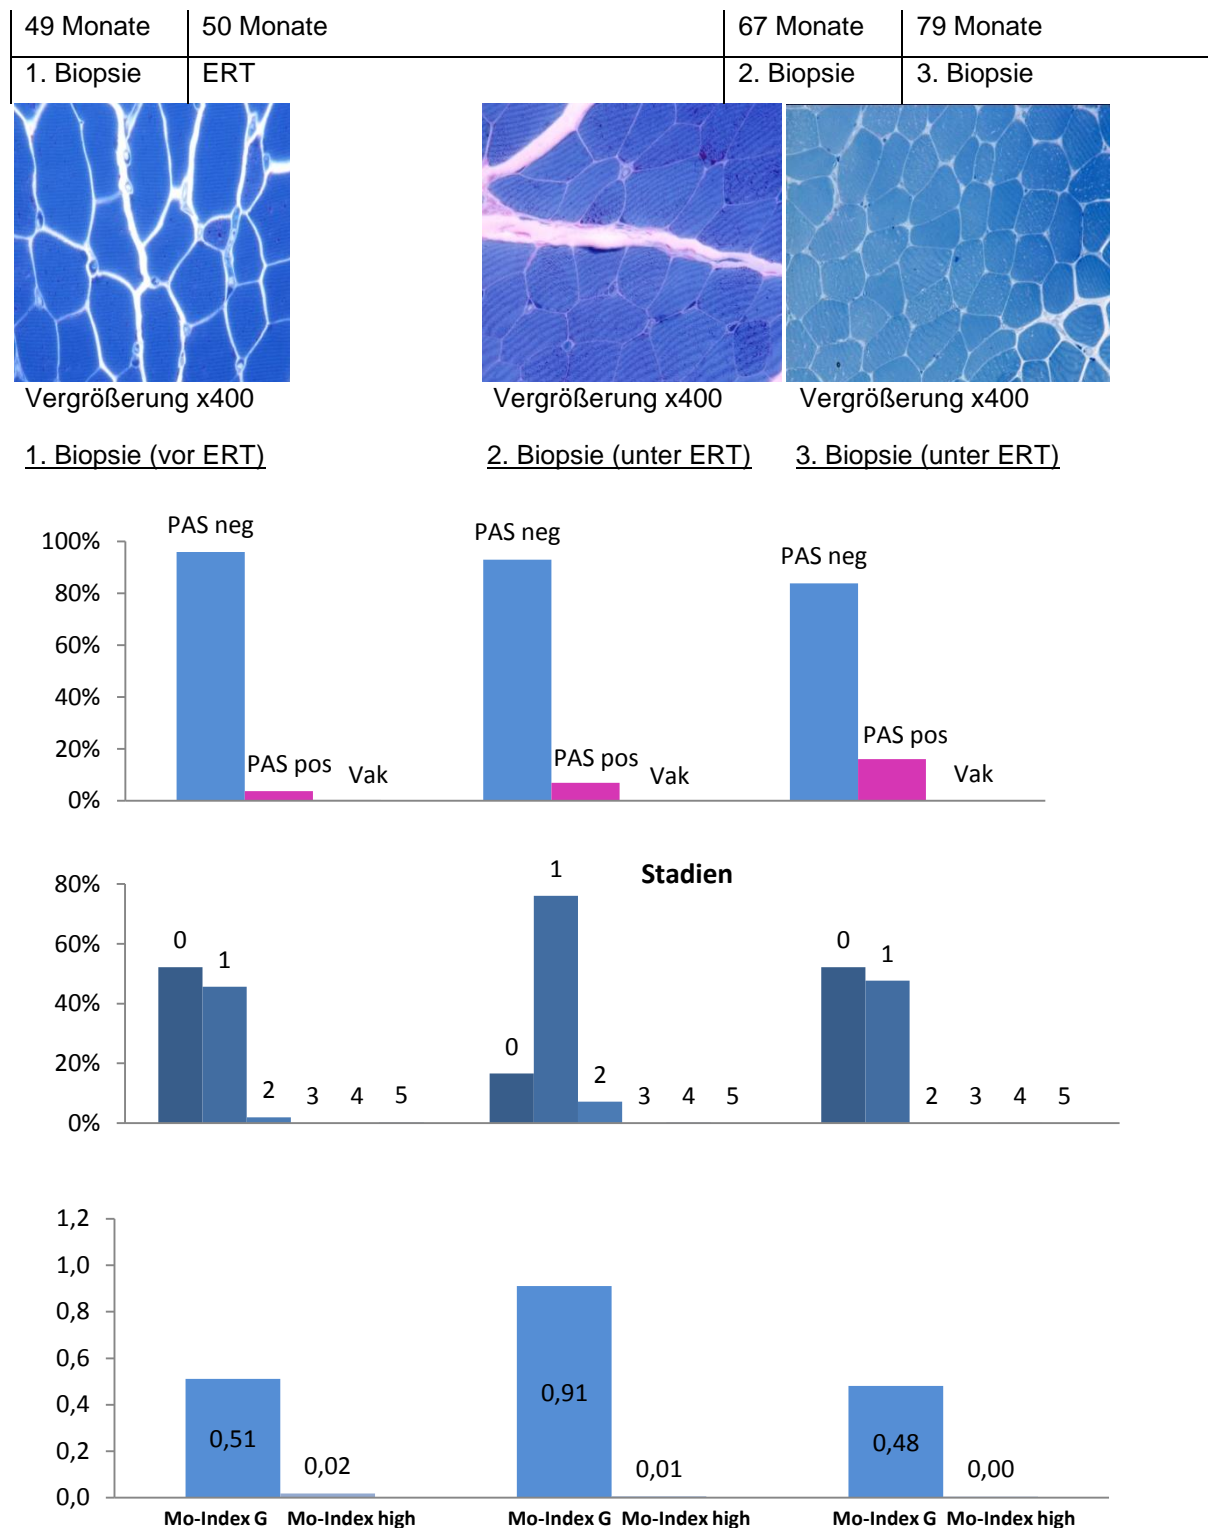 49 Monate 50 Monate 67 Monate 79 Monate
1. Biopsie ERT 2. Biopsie 3. Biopsie
Vergrößerung x400 Vergrößerung x400 Vergrößerung x400
1. Biopsie (vor ERT) 2. Biopsie (unter ERT) 3. Biopsie (unter ERT)
PAS neg PAS neg PAS neg
100%
80%
60%
40%
20%
0%
PAS pos Vak PAS pos Vak PAS pos Vak
Stadien
80%
60%
40%
20%
0%
0 1 2 3 4 5 0 1 2 3 4 5 0 1 2 3 4 5
1,2
1,0
0,8
0,6
0,4
0,2
0,0
0,51 0,02 0,91 0,01 0,48 0,00
Mo-Index G Mo-Index high Mo-Index G Mo-Index high Mo-Index G Mo-Index high